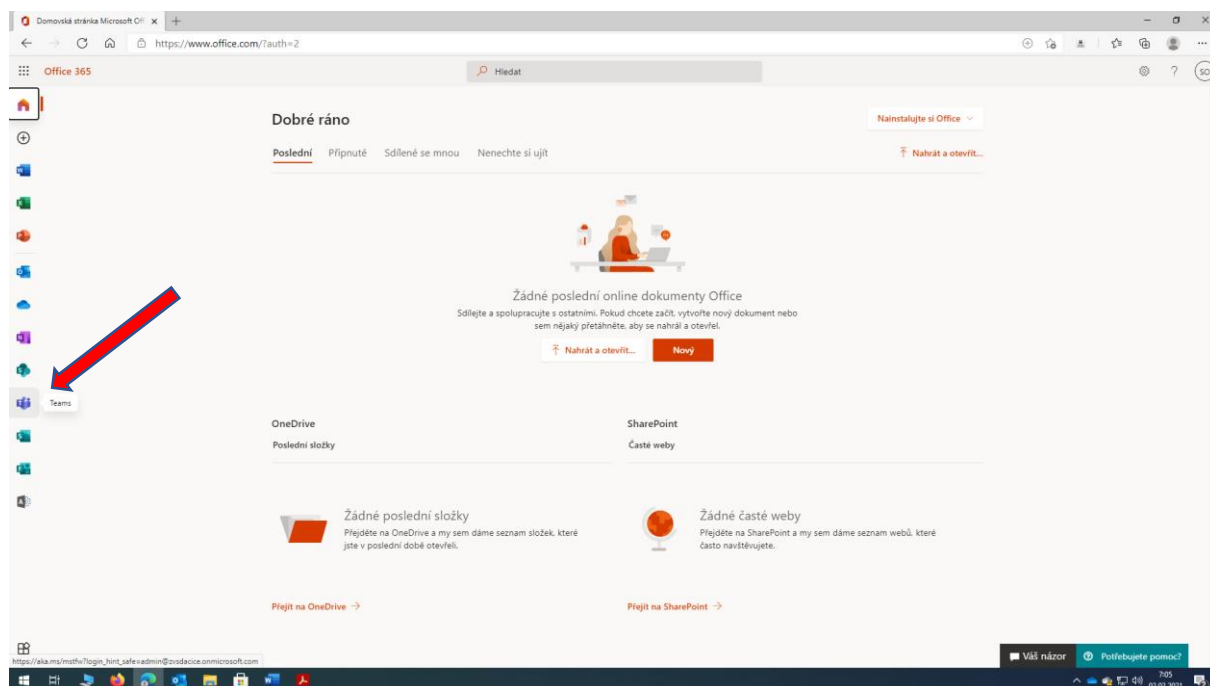 Domovská stránka Microsoft Off
https://www.office.com/?auth=2
Office 365
Hledat
SO
Dobré ráno
Nainstalujte si Office
Poslední Připnuté Sdílené se mnou Nenechte si ujít
Nahrát a otevřít...
Žádné poslední online dokumenty Office
Sdílejte a spolupracujte s ostatními. Pokud chcete začít, vytvořte nový dokument nebo
sem nějaký přetáhněte, aby se nahrál a otevřel.
Nahrát a otevřít... Nový
Teams
OneDrive
Poslední složky
SharePoint
Časté weby
Žádné poslední složky
Přejděte na OneDrive a my sem dáme seznam složek, které
jste v poslední době otevřeli.
Žádné časté weby
Přejděte na SharePoint a my sem dáme seznam webů, které
často navštěvujete.
Přejít na OneDrive →
Přejít na SharePoint →
https://aka.ms/mstfw?login_hint_safe=admin@zvsdacice.onmicrosoft.com
Váš názor
Potřebujete pomoc?
7:05